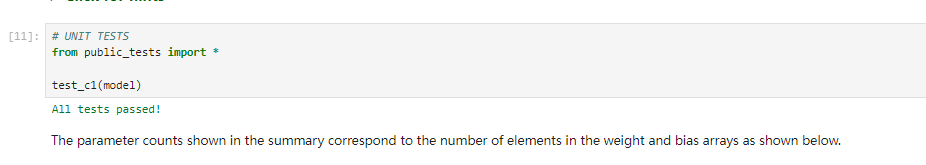 [11]: # UNIT TESTS
from public_tests import *
test_c1(model)
All tests passed!
The parameter counts shown in the summary correspond to the number of elements in the weight and bias arrays as shown below.